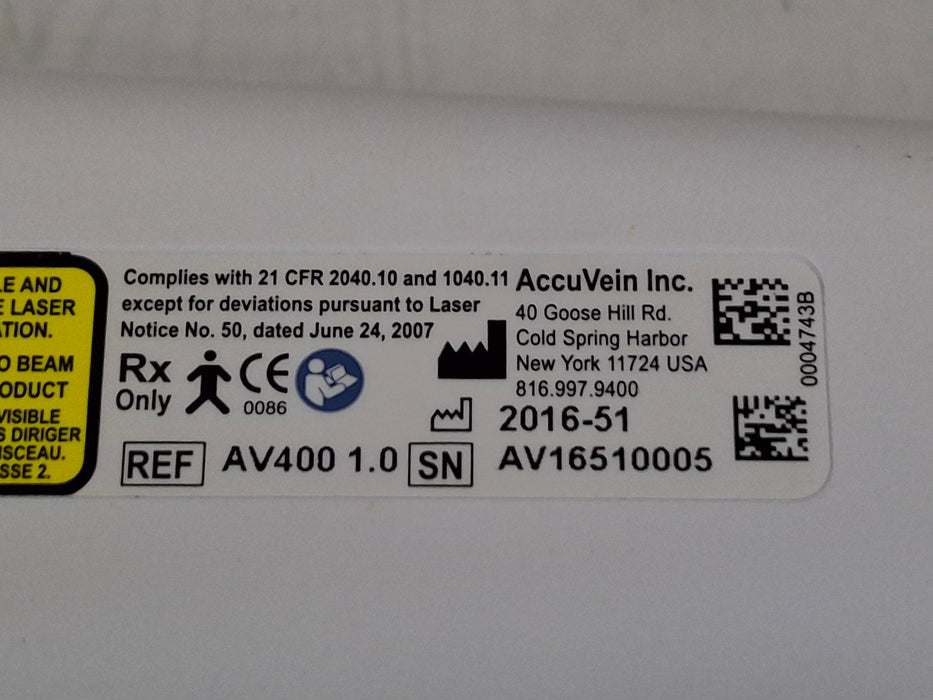 LE AND
E LASER
ATION.
O BEAM
ODUCT
VISIBLE
S DIRIGER
ISCEAU.
SSE 2.
Complies with 21 CFR 2040.10 and 1040.11
except for deviations pursuant to Laser
Notice No. 50, dated June 24, 2007
Rx
Only
CE
0086
AccuVein Inc.
40 Goose Hill Rd.
Cold Spring Harbor
New York 11724 USA
816.997.9400
2016-51
REF AV400 1.0 SN AV16510005
0004743B